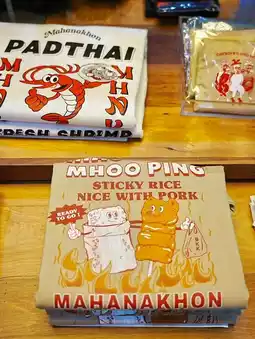 Mahanakhon
PADTHAI
FRESH SHRIMP
MHOO PING
STICKY RICE
NICE WITH PORK
READY
TO GO!
MAHANAKHON